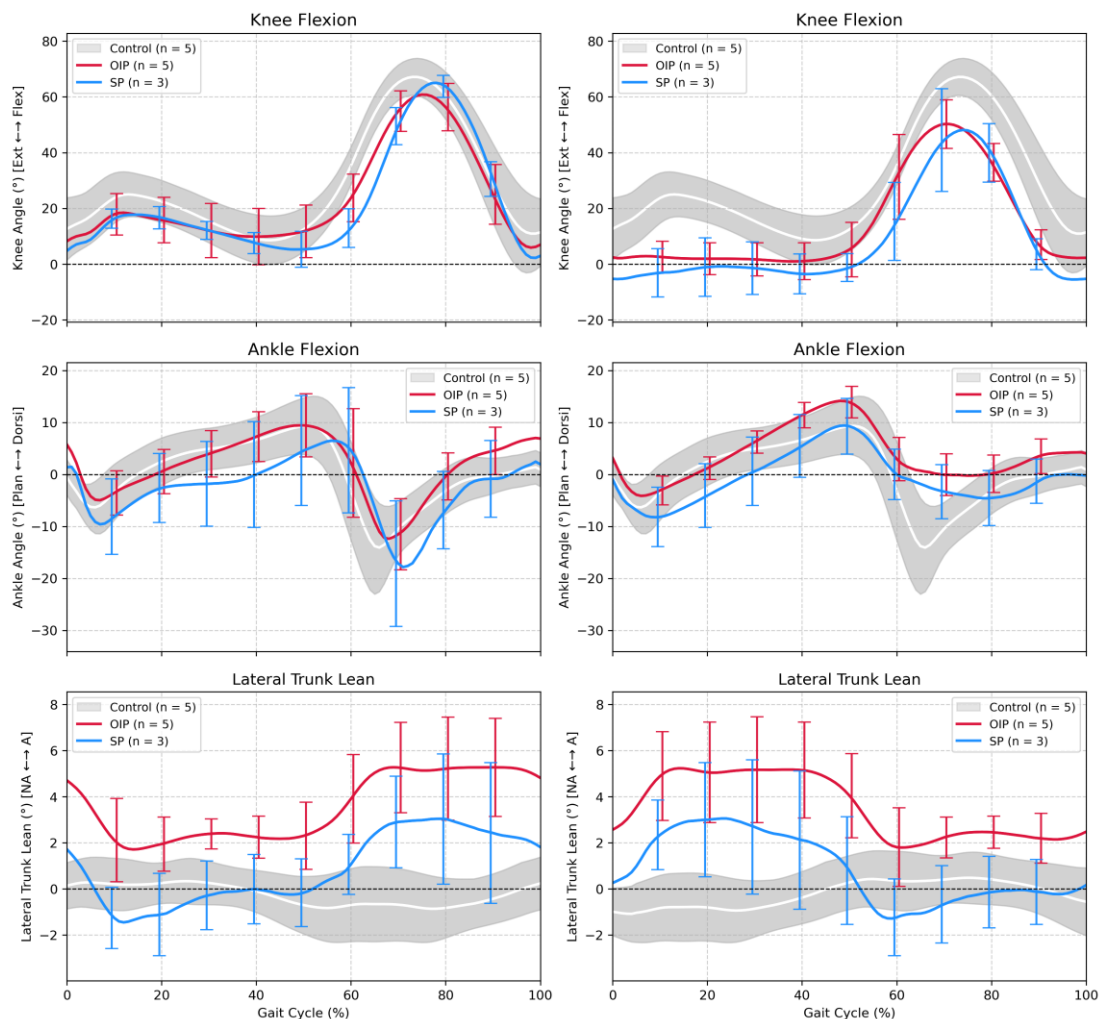 Knee Flexion
Knee Angle (°) [Ext ←→ Flex]
80
60
40
20
0
−20
Control (n = 5)
OIP (n = 5)
SP (n = 3)
Knee Flexion
Knee Angle (°) [Ext ←→ Flex]
80
60
40
20
0
−20
Control (n = 5)
OIP (n = 5)
SP (n = 3)
Ankle Flexion
Ankle Angle (°) [Plan ←→ Dorsi]
20
10
0
−10
−20
−30
Control (n = 5)
OIP (n = 5)
SP (n = 3)
Ankle Flexion
Ankle Angle (°) [Plan ←→ Dorsi]
20
10
0
−10
−20
−30
Control (n = 5)
OIP (n = 5)
SP (n = 3)
Lateral Trunk Lean
Lateral Trunk Lean (°) [NA ←→ A]
8
6
4
2
0
−2
Control (n = 5)
OIP (n = 5)
SP (n = 3)
0 20 40 60 80 100
Gait Cycle (%)
Lateral Trunk Lean
Lateral Trunk Lean (°) [NA ←→ A]
8
6
4
2
0
−2
Control (n = 5)
OIP (n = 5)
SP (n = 3)
0 20 40 60 80 100
Gait Cycle (%)